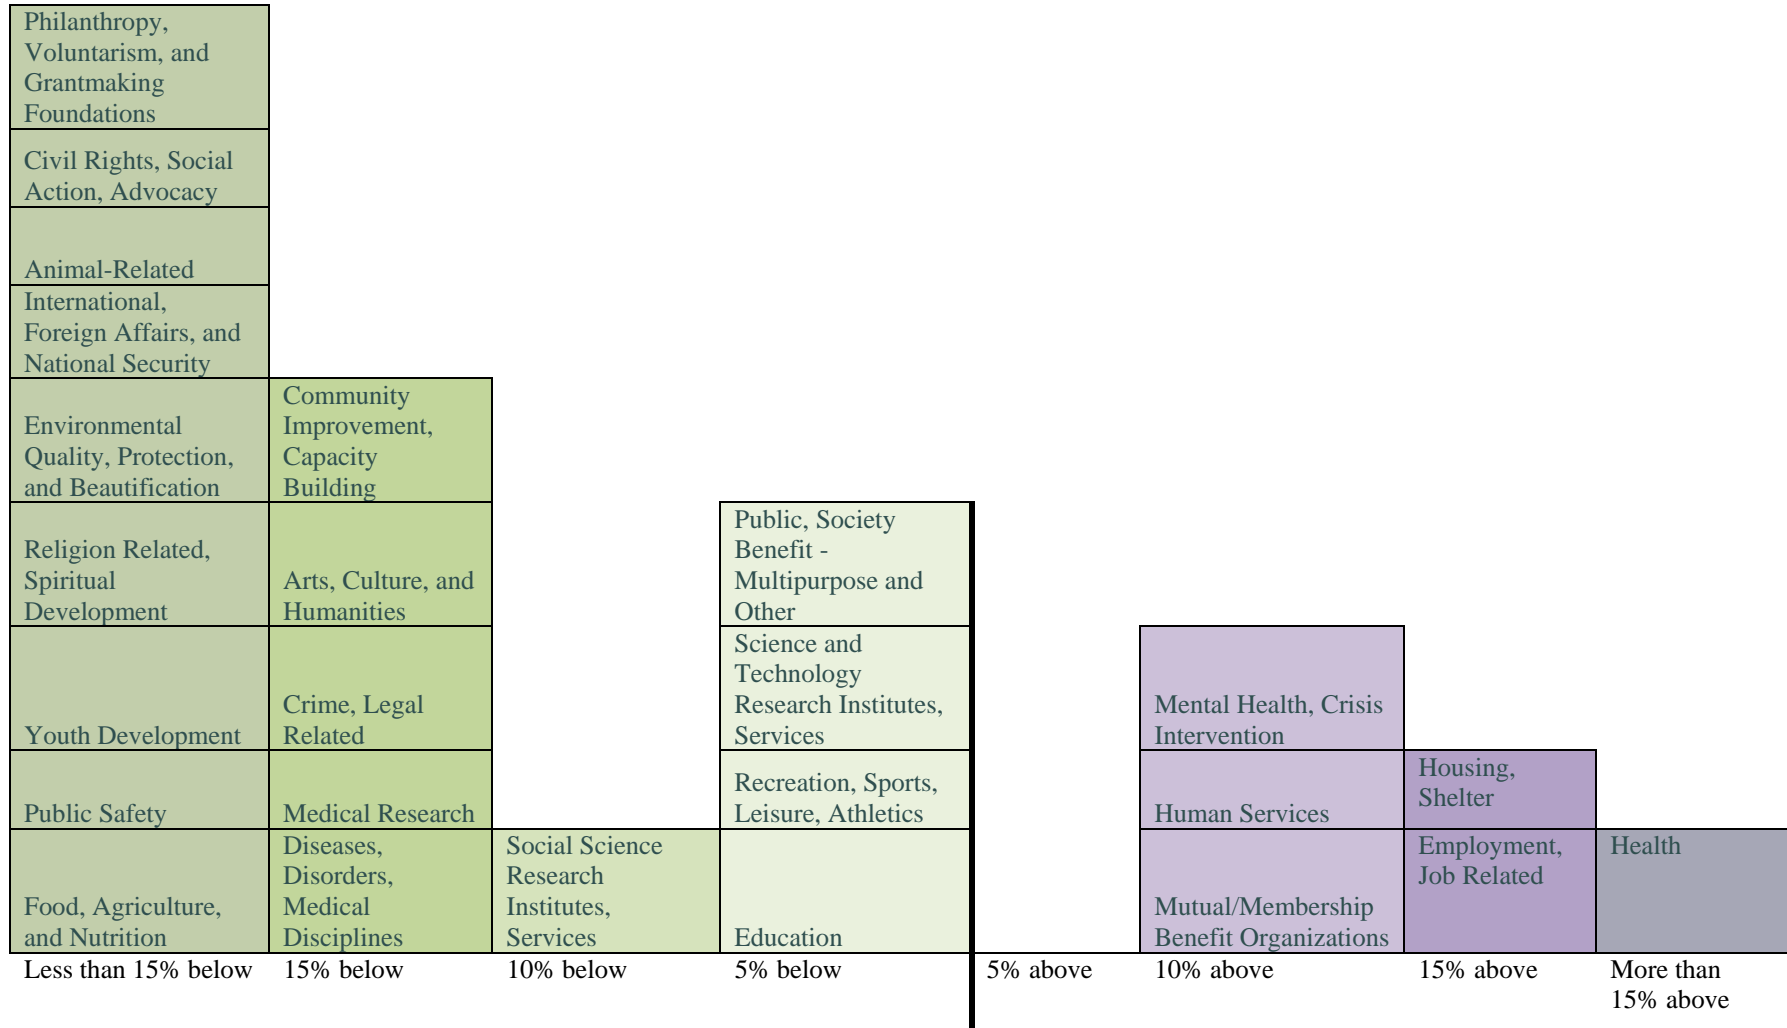 Philanthropy,
Voluntarism, and
Grantmaking
Foundations
Civil Rights, Social
Action, Advocacy
Animal-Related
International,
Foreign Affairs, and
National Security
Environmental
Quality, Protection,
and Beautification
Community
Improvement,
Capacity
Building
Religion Related,
Spiritual
Development
Arts, Culture, and
Humanities
Public, Society
Benefit -
Multipurpose and
Other
Youth Development
Crime, Legal
Related
Science and
Technology
Research Institutes,
Services
Mental Health, Crisis
Intervention
Public Safety
Medical Research
Recreation, Sports,
Leisure, Athletics
Human Services
Housing,
Shelter
Food, Agriculture,
and Nutrition
Diseases,
Disorders,
Medical
Disciplines
Social Science
Research
Institutes,
Services
Education
Mutual/Membership
Benefit Organizations
Employment,
Job Related
Health
Less than 15% below
15% below
10% below
5% below
5% above
10% above
15% above
More than
15% above